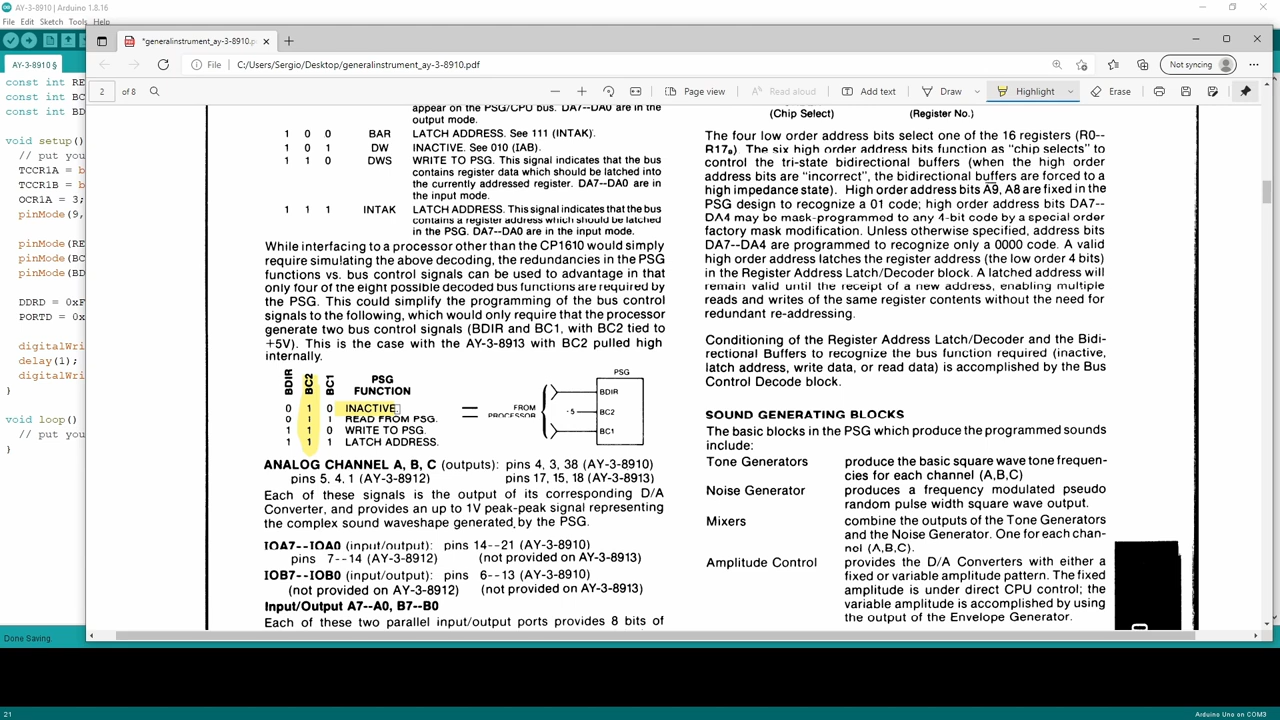 AY-3-8910 | Arduino 1.8.16
File Edit Sketch Tools Help
AY-3-8910 §
const int RE
const int BC
const int BD
void setup()
// put you
TCCR1A = b
TCCR1B = b
OCR1A = 3;
pinMode(9,
pinMode(RE
pinMode(BC
pinMode(BD
DDRD = 0xF
PORTD = 0x
digitalWri
delay(1);
digitalWri
}
void loop()
// put you
}
Done Saving.
*generalinstrument_ay-3-8910.p
File C:/Users/Sergio/Desktop/generalinstrument_ay-3-8910.pdf
Not syncing
2 of 8
Page view
Read aloud
Add text
Draw
Highlight
Erase
appear on the PSG/CPU bus. DA7--DA0 are in the
output mode.
1 0 0 BAR LATCH ADDRESS. See 111 (INTAK).
1 0 1 DW INACTIVE. See 010 (IAB).
1 1 0 DWS WRITE TO PSG. This signal indicates that the bus
contains register data which should be latched into
the currently addressed register. DA7--DA0 are in
the input mode.
1 1 1 INTAK LATCH ADDRESS. This signal indicates that the bus
contains a register address which should be latched
in the PSG. DA7--DA0 are in the input mode.
While interfacing to a processor other than the CP1610 would simply
require simulating the above decoding, the redundancies in the PSG
functions vs. bus control signals can be used to advantage in that
only four of the eight possible decoded bus functions are required by
the PSG. This could simplify the programming of the bus control
signals to the following, which would only require that the processor
generate two bus control signals (BDIR and BC1, with BC2 tied to
+5V). This is the case with the AY-3-8913 with BC2 pulled high
internally.
BDIR BC2 BC1 PSG
FUNCTION
0 1 0 INACTIVE.
0 1 1 READ FROM PSG.
1 1 0 WRITE TO PSG.
1 1 1 LATCH ADDRESS.
=
FROM
PROCESSOR
PSG
BDIR
-5 BC2
BC1
ANALOG CHANNEL A, B, C (outputs): pins 4, 3, 38 (AY-3-8910)
pins 5, 4, 1 (AY-3-8912) pins 17, 15, 18 (AY-3-8913)
Each of these signals is the output of its corresponding D/A
Converter, and provides an up to 1V peak-peak signal representing
the complex sound waveshape generated by the PSG.
IOA7--IOA0 (input/output): pins 14--21 (AY-3-8910)
pins 7--14 (AY-3-8912) (not provided on AY-3-8913)
IOB7--IOB0 (input/output): pins 6--13 (AY-3-8910)
(not provided on AY-3-8912) (not provided on AY-3-8913)
Input/Output A7--A0, B7--B0
Each of these two parallel input/output ports provides 8 bits of
(Chip Select) (Register No.)
The four low order address bits select one of the 16 registers (R0--
R17₈). The six high order address bits function as "chip selects" to
control the tri-state bidirectional buffers (when the high order
address bits are "incorrect", the bidirectional buffers are forced to a
high impedance state). High order address bits A̅9̅, A8 are fixed in the
PSG design to recognize a 01 code; high order address bits DA7--
DA4 may be mask-programmed to any 4-bit code by a special order
factory mask modification. Unless otherwise specified, address bits
DA7--DA4 are programmed to recognize only a 0000 code. A valid
high order address latches the register address (the low order 4 bits)
in the Register Address Latch/Decoder block. A latched address will
remain valid until the receipt of a new address, enabling multiple
reads and writes of the same register contents without the need for
redundant re-addressing.
Conditioning of the Register Address Latch/Decoder and the Bidi-
rectional Buffers to recognize the bus function required (inactive,
latch address, write data, or read data) is accomplished by the Bus
Control Decode block.
SOUND GENERATING BLOCKS
The basic blocks in the PSG which produce the programmed sounds
include:
Tone Generators produce the basic square wave tone frequen-
cies for each channel (A,B,C)
Noise Generator produces a frequency modulated pseudo
random pulse width square wave output.
Mixers combine the outputs of the Tone Generators
and the Noise Generator. One for each chan-
nel (A,B,C).
Amplitude Control provides the D/A Converters with either a
fixed or variable amplitude pattern. The fixed
amplitude is under direct CPU control; the
variable amplitude is accomplished by using
the output of the Envelope Generator.
21
Arduino Uno on COM3